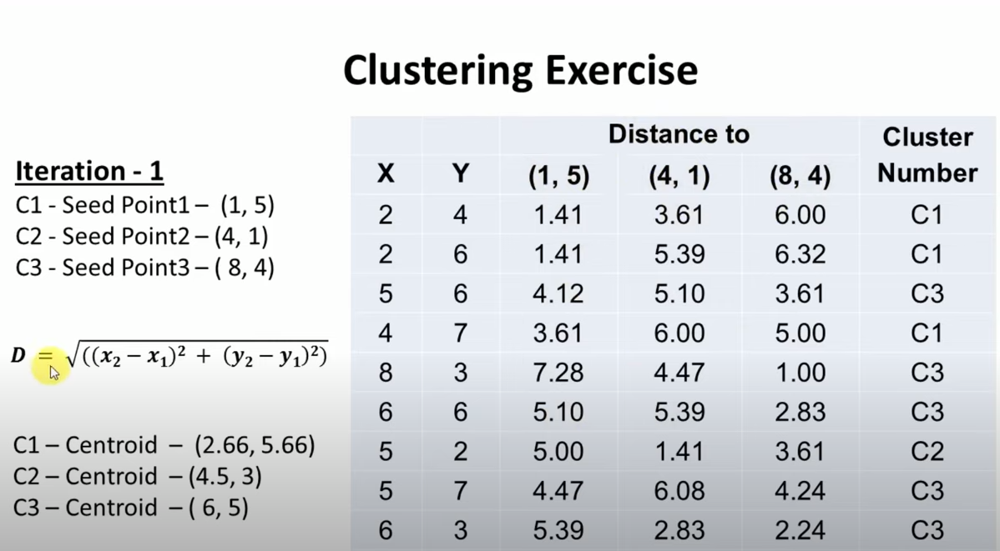 Clustering Exercise
Iteration - 1
C1 - Seed Point1 – (1, 5)
C2 - Seed Point2 – (4, 1)
C3 - Seed Point3 – ( 8, 4)
D = √((x₂ − x₁)² + (y₂ − y₁)²)
C1 – Centroid – (2.66, 5.66)
C2 – Centroid – (4.5, 3)
C3 – Centroid – ( 6, 5)
Distance to Cluster
X Y (1, 5) (4, 1) (8, 4) Number
2 4 1.41 3.61 6.00 C1
2 6 1.41 5.39 6.32 C1
5 6 4.12 5.10 3.61 C3
4 7 3.61 6.00 5.00 C1
8 3 7.28 4.47 1.00 C3
6 6 5.10 5.39 2.83 C3
5 2 5.00 1.41 3.61 C2
5 7 4.47 6.08 4.24 C3
6 3 5.39 2.83 2.24 C3